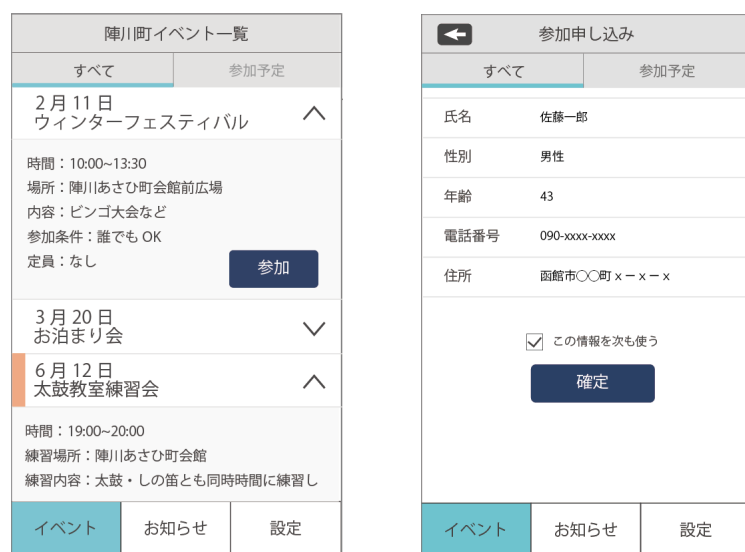 陣川町イベント一覧
すべて
参加予定
2月11日
ウィンターフェスティバル
時間：10:00~13:30
場所：陣川あさひ町会館前広場
内容：ビンゴ大会など
参加条件：誰でも OK
定員：なし
参加
3月20日
お泊まり会
6月12日
太鼓教室練習会
時間：19:00~20:00
練習場所：陣川あさひ町会館
練習内容：太鼓・しの笛とも同時時間に練習し
イベント
お知らせ
設定
参加申し込み
すべて
参加予定
氏名 佐藤一郎
性別 男性
年齢 43
電話番号 090-xxxx-xxxx
住所 函館市○○町 x ー x ー x
この情報を次も使う
確定
イベント
お知らせ
設定